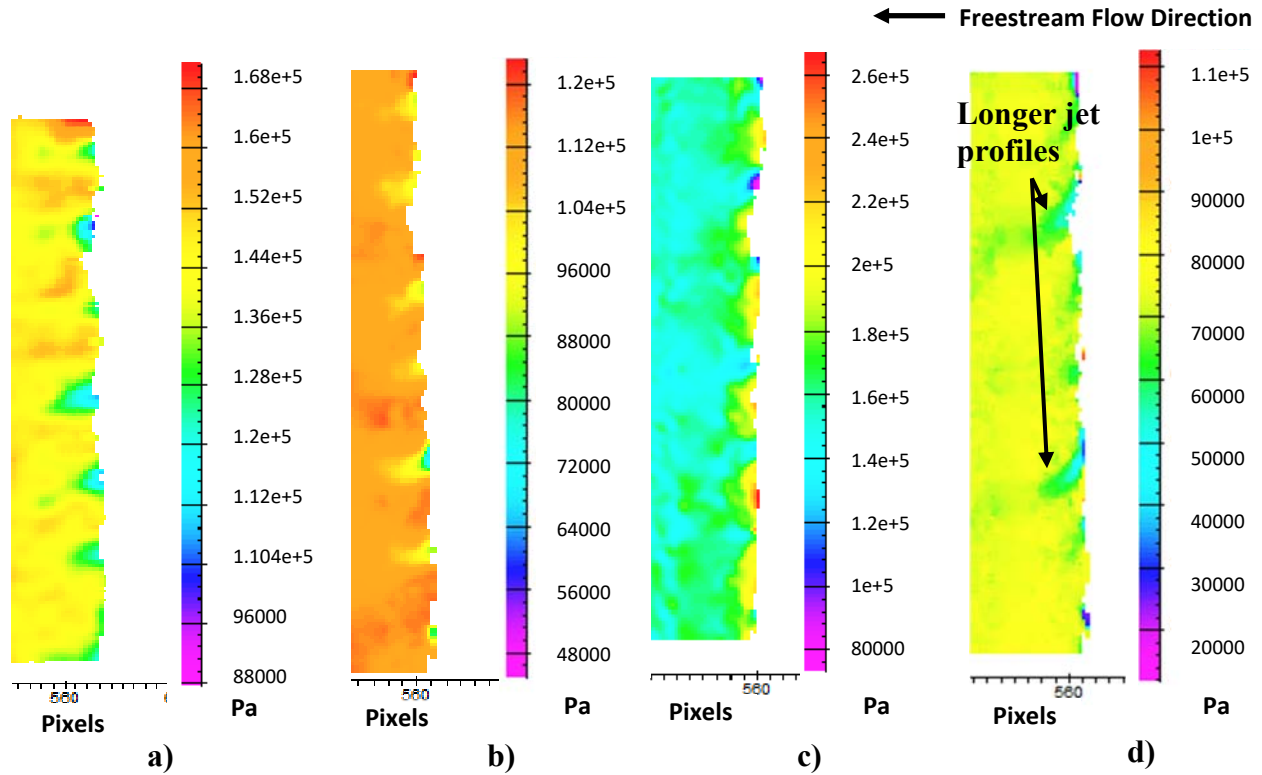 Freestream Flow Direction
1.68e+5
1.6e+5
1.52e+5
1.44e+5
1.36e+5
1.28e+5
1.2e+5
1.12e+5
1.104e+5
96000
88000
560
Pa
Pixels
a)
1.2e+5
1.12e+5
1.04e+5
96000
88000
80000
72000
64000
56000
48000
560
Pa
Pixels
b)
2.6e+5
2.4e+5
2.2e+5
2e+5
1.8e+5
1.6e+5
1.4e+5
1.2e+5
1e+5
80000
560
Pa
Pixels
c)
Longer jet
profiles
1.1e+5
1e+5
90000
80000
70000
60000
50000
40000
30000
20000
560
Pa
Pixels
d)